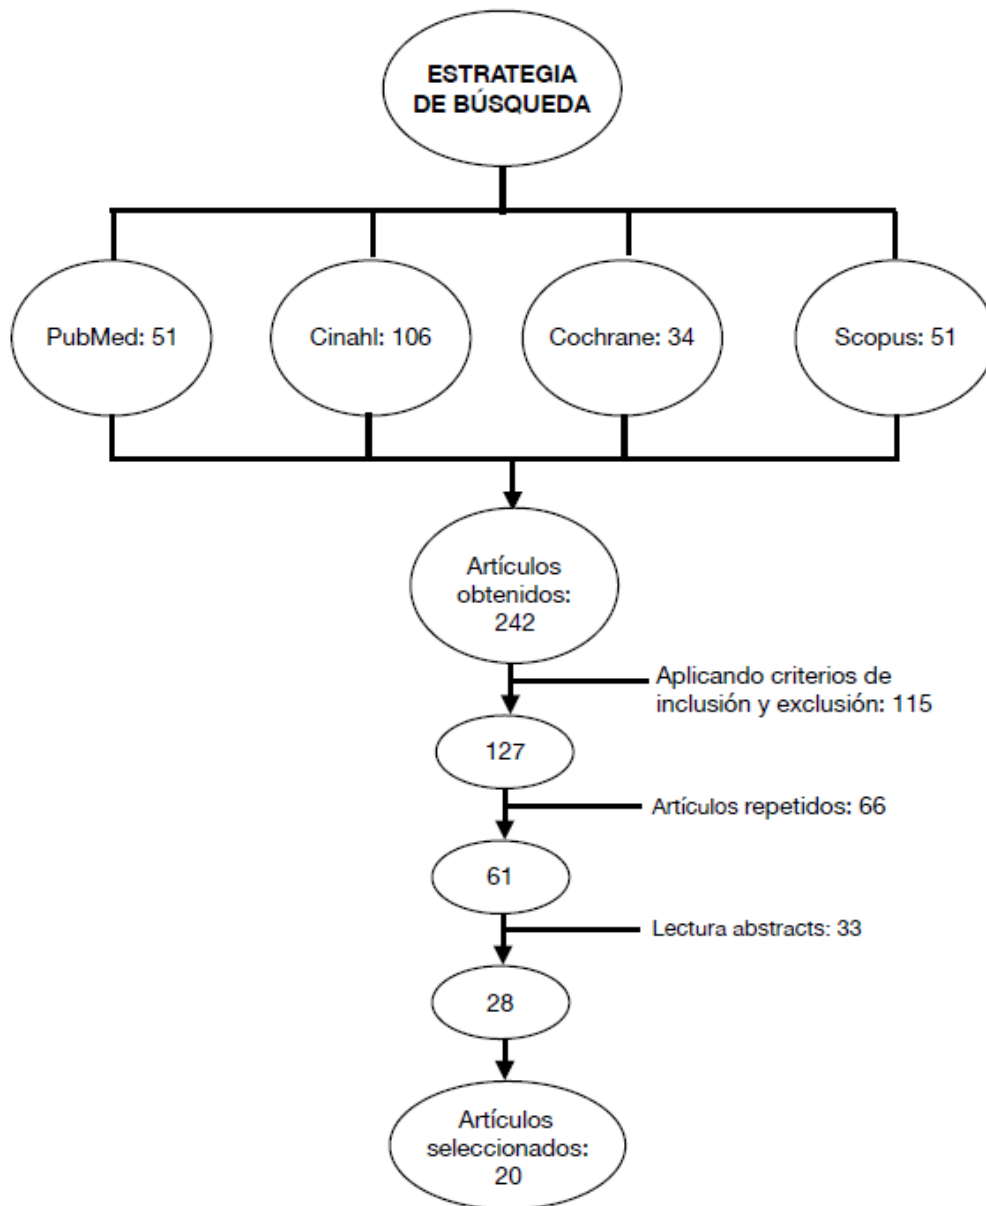 ESTRATEGIA
DE BÚSQUEDA
PubMed: 51
Cinahl: 106
Cochrane: 34
Scopus: 51
Artículos
obtenidos:
242
Aplicando criterios de
inclusión y exclusión: 115
127
Artículos repetidos: 66
61
Lectura abstracts: 33
28
Artículos
seleccionados:
20